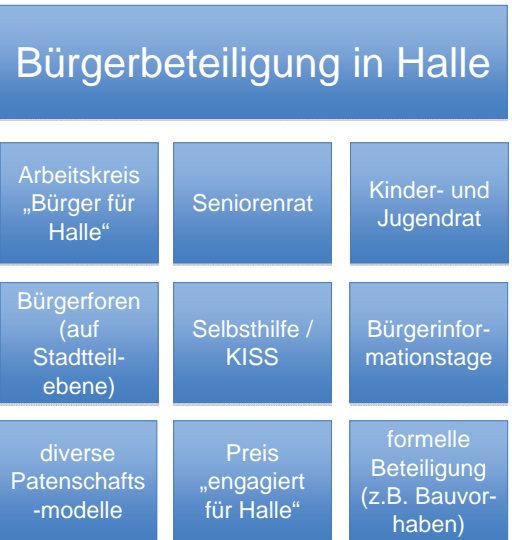 Bürgerbeteiligung in Halle
Arbeitskreis
„Bürger für
Halle“
Seniorenrat
Kinder- und
Jugendrat
Bürgerforen
(auf
Stadtteil-
ebene)
Selbsthilfe /
KISS
Bürgerinfor-
mationstage
diverse
Patenschafts
-modelle
Preis
„engagiert
für Halle“
formelle
Beteiligung
(z.B. Bauvor-
haben)